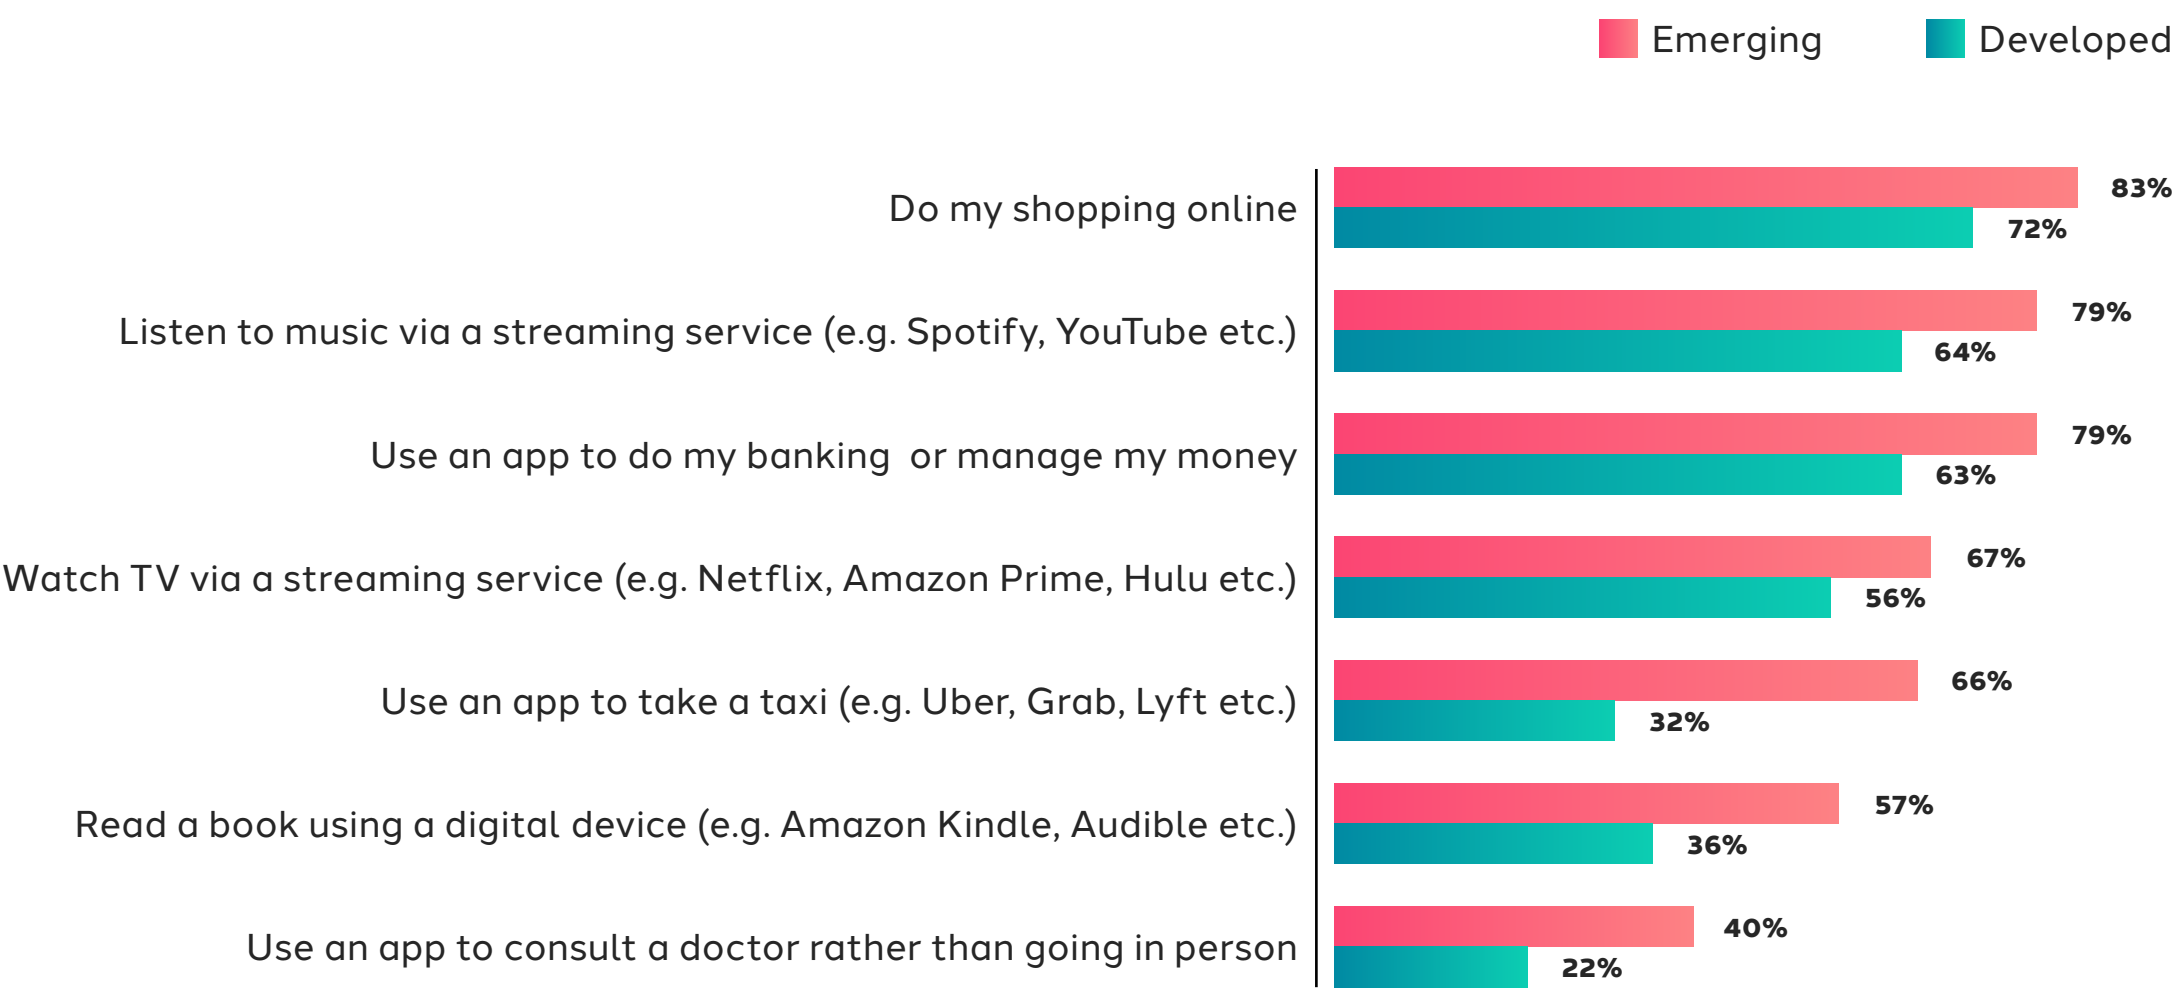 Emerging
Developed
Do my shopping online
83%
72%
Listen to music via a streaming service (e.g. Spotify, YouTube etc.)
79%
64%
Use an app to do my banking  or manage my money
79%
63%
Watch TV via a streaming service (e.g. Netflix, Amazon Prime, Hulu etc.)
67%
56%
Use an app to take a taxi (e.g. Uber, Grab, Lyft etc.)
66%
32%
Read a book using a digital device (e.g. Amazon Kindle, Audible etc.)
57%
36%
Use an app to consult a doctor rather than going in person
40%
22%